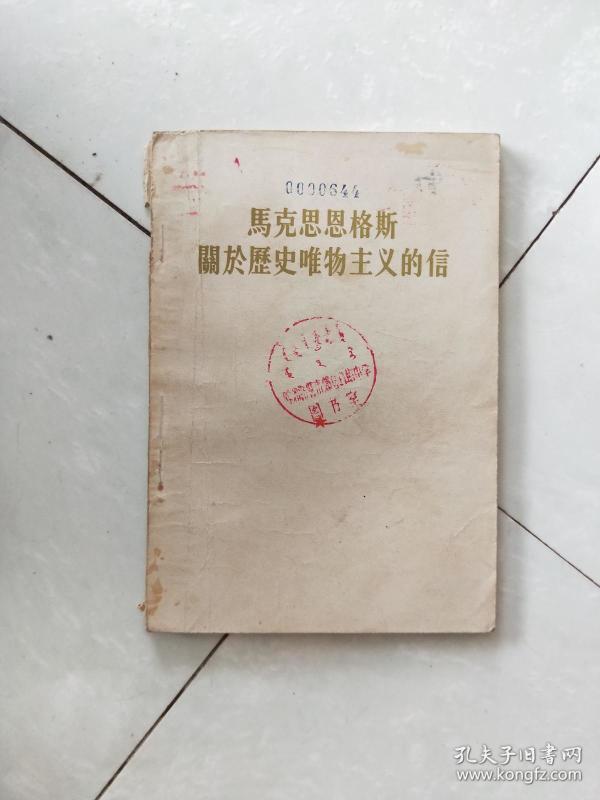 0000644
馬克思恩格斯
關於歷史唯物主义的信
图书室
孔夫子旧书网
www.kongfz.com